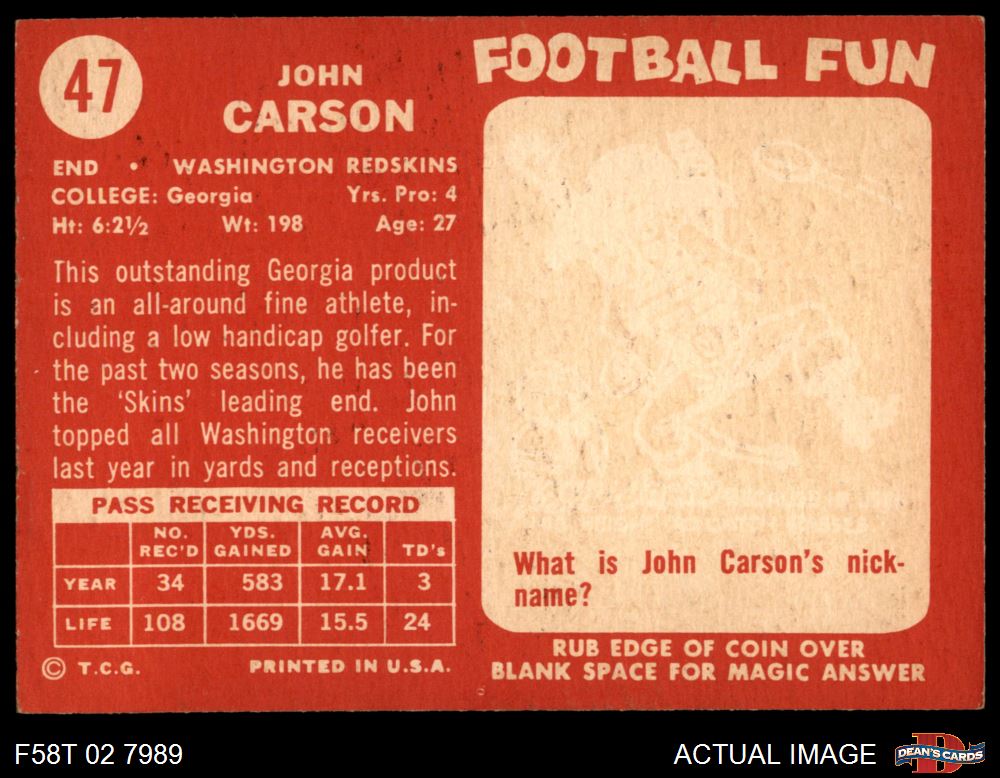 47
JOHN
CARSON
END • WASHINGTON REDSKINS
COLLEGE: Georgia Yrs. Pro: 4
Ht: 6:2½ Wt: 198 Age: 27
This outstanding Georgia product
is an all-around fine athlete, in-
cluding a low handicap golfer. For
the past two seasons, he has been
the 'Skins' leading end. John
topped all Washington receivers
last year in yards and receptions.
PASS RECEIVING RECORD
NO. REC'D YDS. GAINED AVG. GAIN TD's
YEAR 34 583 17.1 3
LIFE 108 1669 15.5 24
© T.C.G. PRINTED IN U.S.A.
FOOTBALL FUN
What is John Carson's nick-
name?
RUB EDGE OF COIN OVER
BLANK SPACE FOR MAGIC ANSWER
F58T 02 7989
ACTUAL IMAGE
DEAN'S CARDS